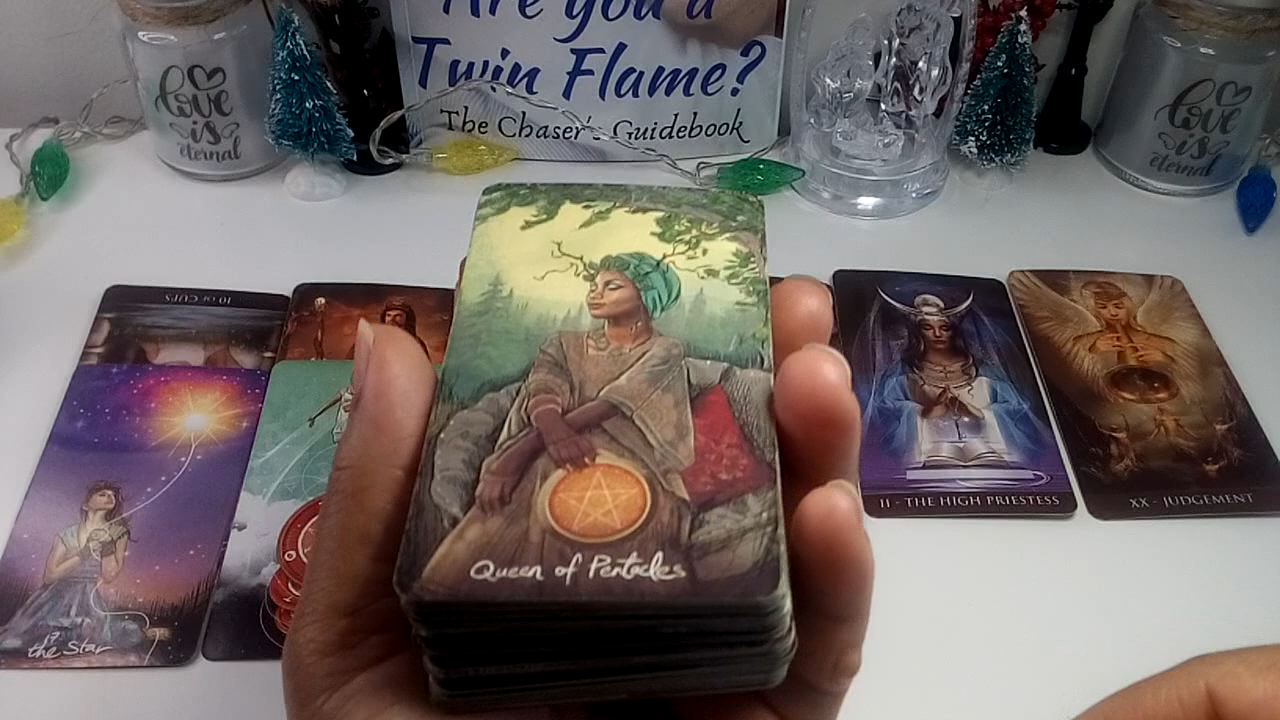 Are you a
Twin Flame?
The Chaser's Guidebook
love
is
eternal
love
is
eternal
10 OF CUPS
II - THE HIGH PRIESTESS
XX - JUDGEMENT
Queen of Pentacles
17
the Star